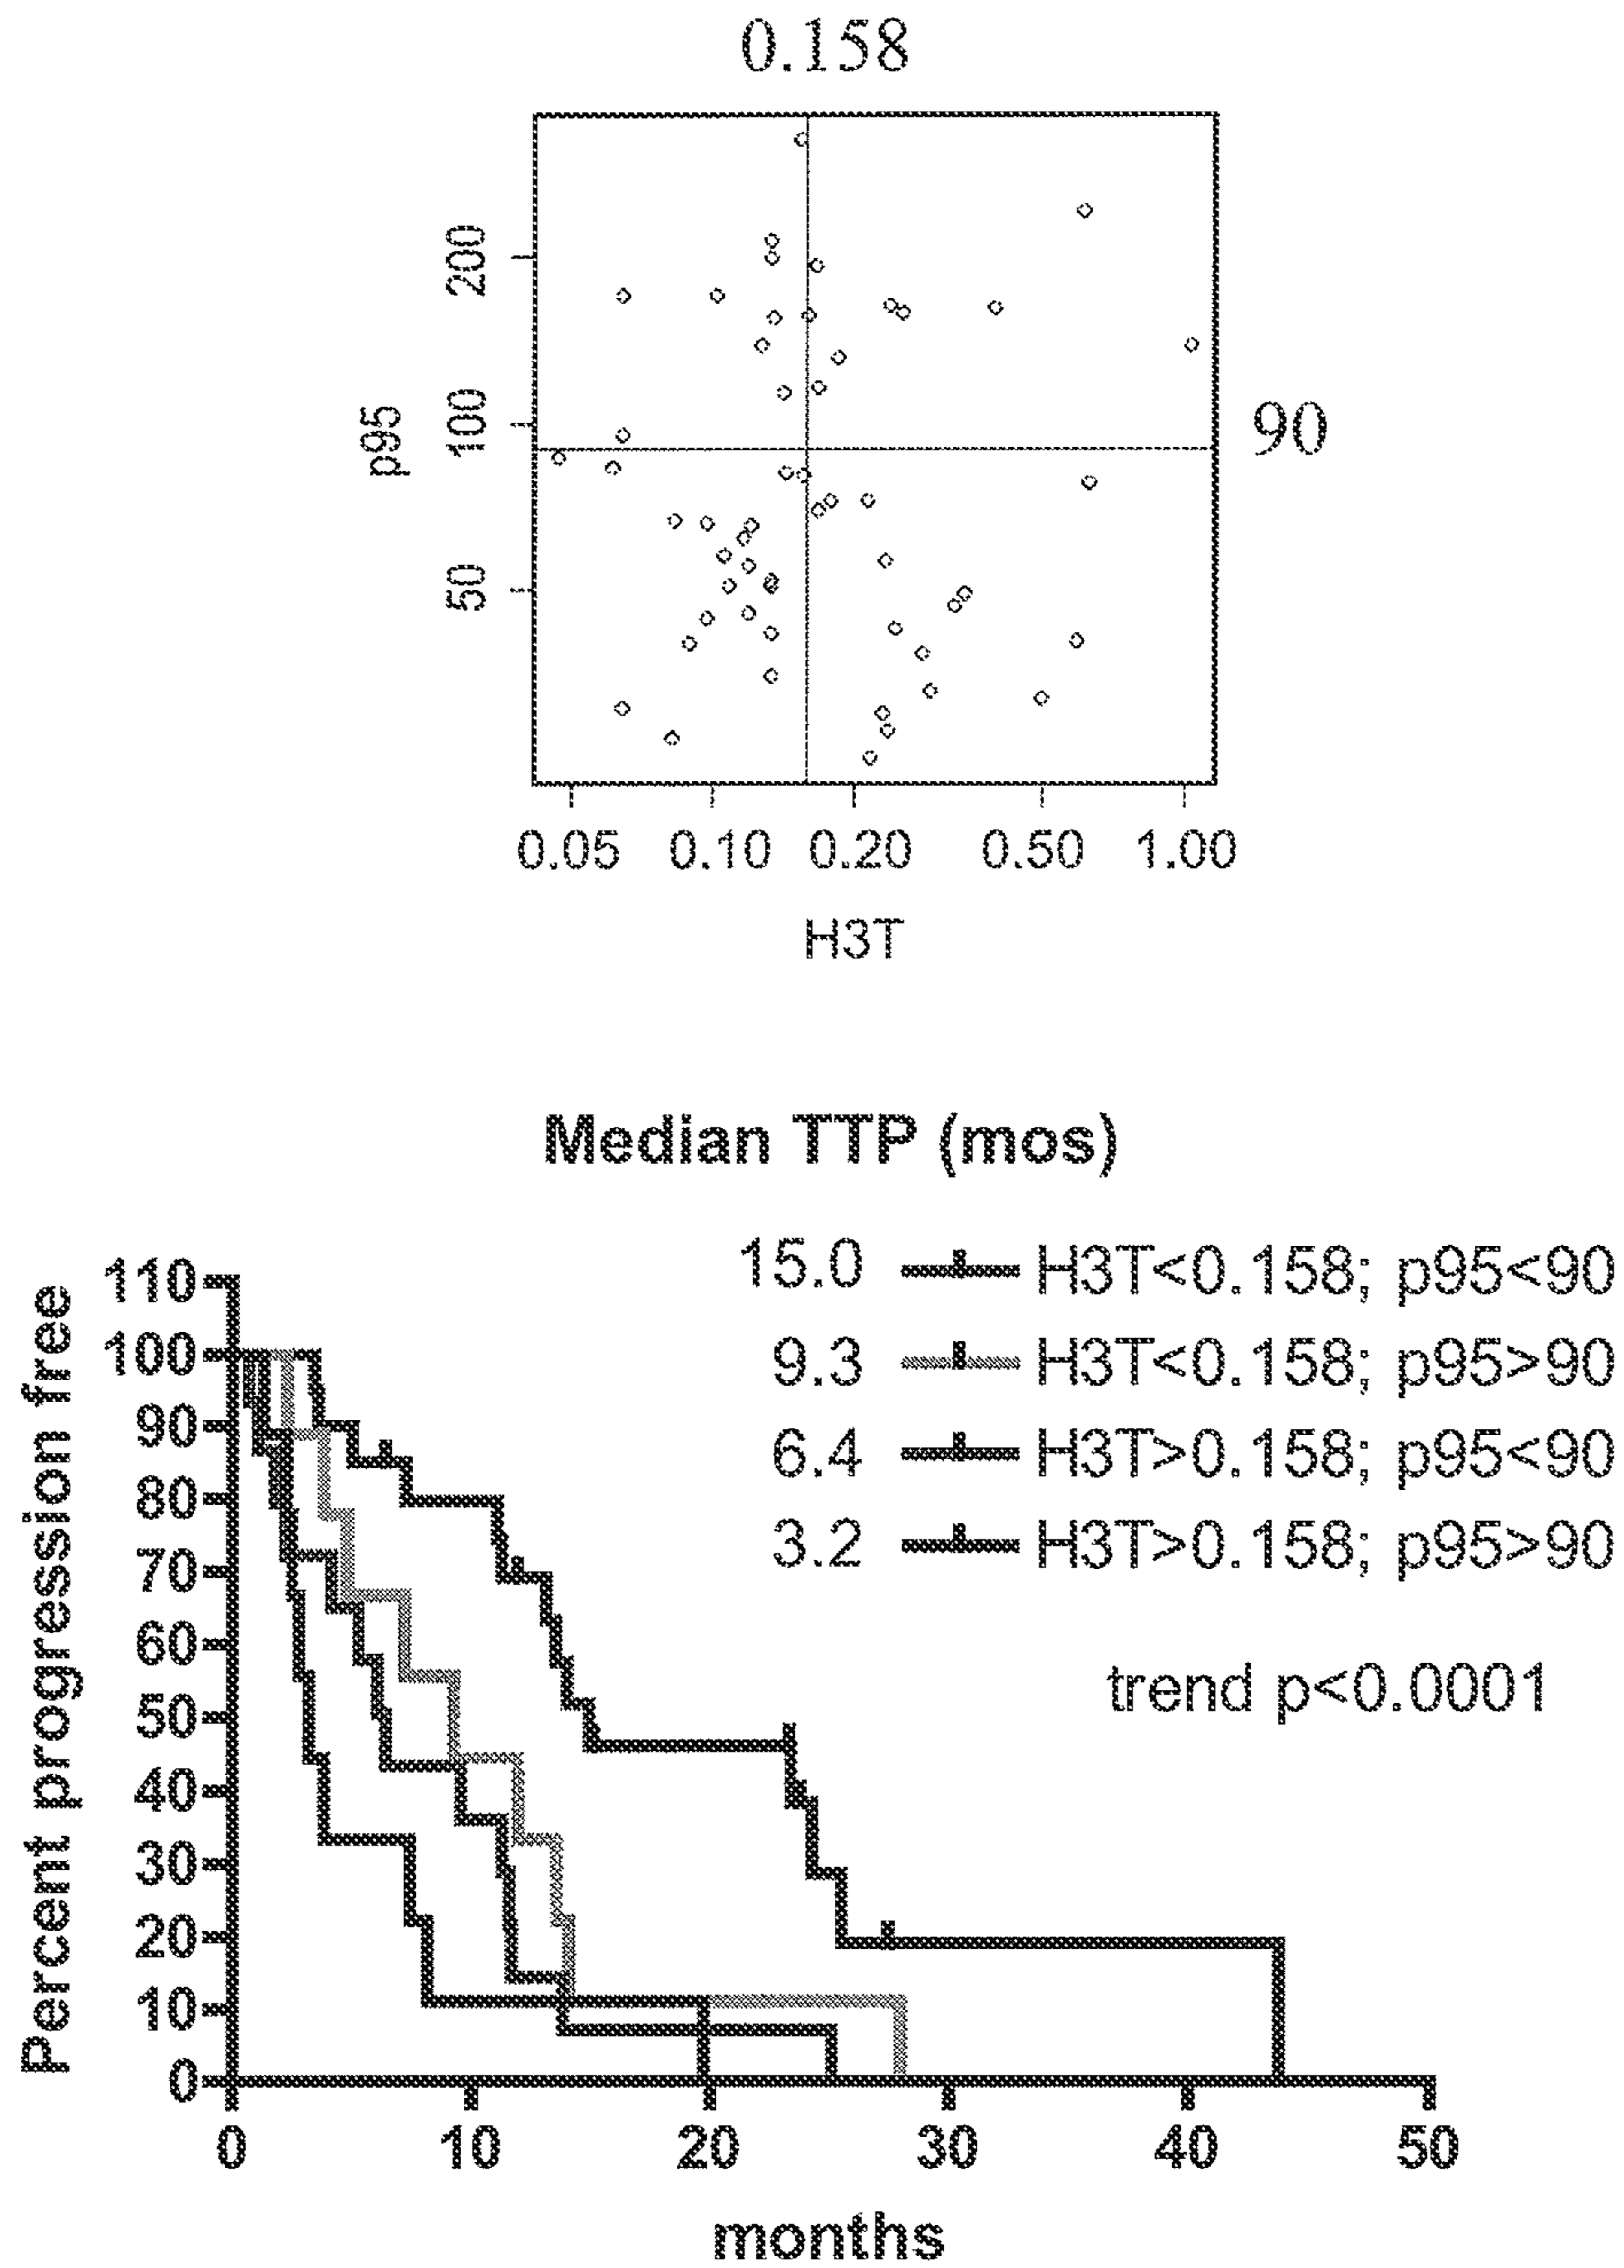 0.158
200
100
50
p95
90
0.05 0.10 0.20 0.50 1.00
H3T
Median TTP (mos)
15.0 H3T<0.158; p95<90
9.3 H3T<0.158; p95>90
6.4 H3T>0.158; p95<90
3.2 H3T>0.158; p95>90
trend p<0.0001
Percent progression free
110
100
90
80
70
60
50
40
30
20
10
0
0 10 20 30 40 50
months